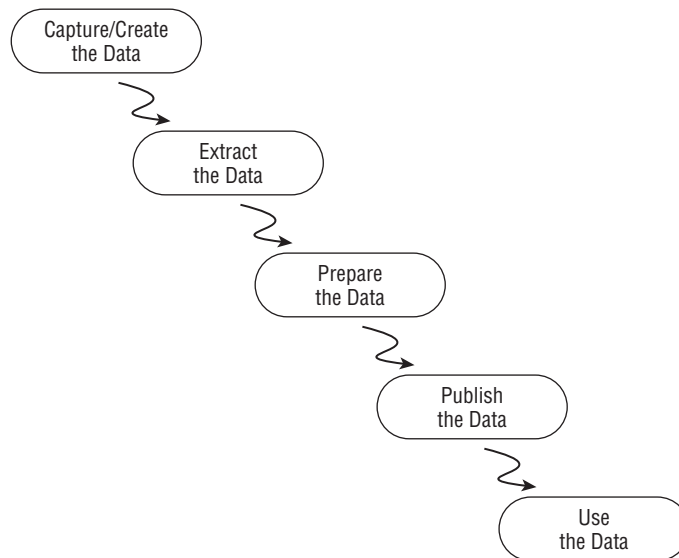 Capture/Create
the Data
Extract
the Data
Prepare
the Data
Publish
the Data
Use
the Data